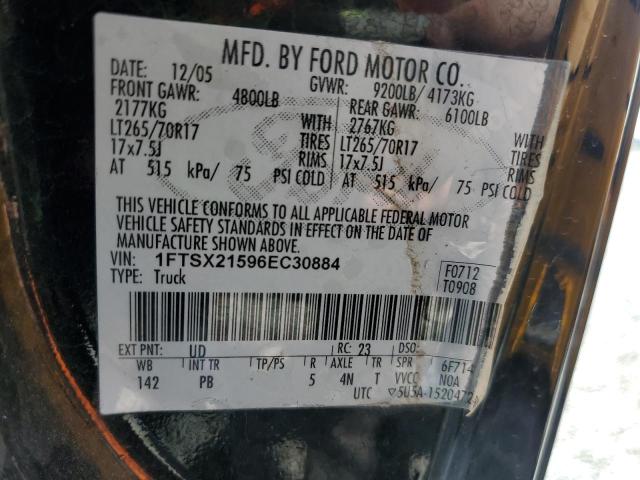 MFD. BY FORD MOTOR CO.
DATE: 12/05 GVWR: 9200LB/ 4173KG
FRONT GAWR: 4800LB REAR GAWR: 6100LB
2177KG WITH 2767KG WITH
LT265/70R17 TIRES LT265/70R17 TIRES
17x7.5J RIMS 17x7.5J RIMS
AT 515 kPa/ 75 PSI COLD AT 515 kPa/ 75 PSI COLD
THIS VEHICLE CONFORMS TO ALL APPLICABLE FEDERAL MOTOR
VEHICLE SAFETY STANDARDS IN EFFECT ON THE DATE OF
MANUFACTURE SHOWN ABOVE.
VIN: 1FTSX21596EC30884 F0712
TYPE: Truck T0908
EXT PNT: UD RC: 23 DSO:
WB INT TR TP/PS R AXLE TR SPR 6F714
142 PB 5 4N T VVCC NOA
UTC ▽5U5A-1520472-